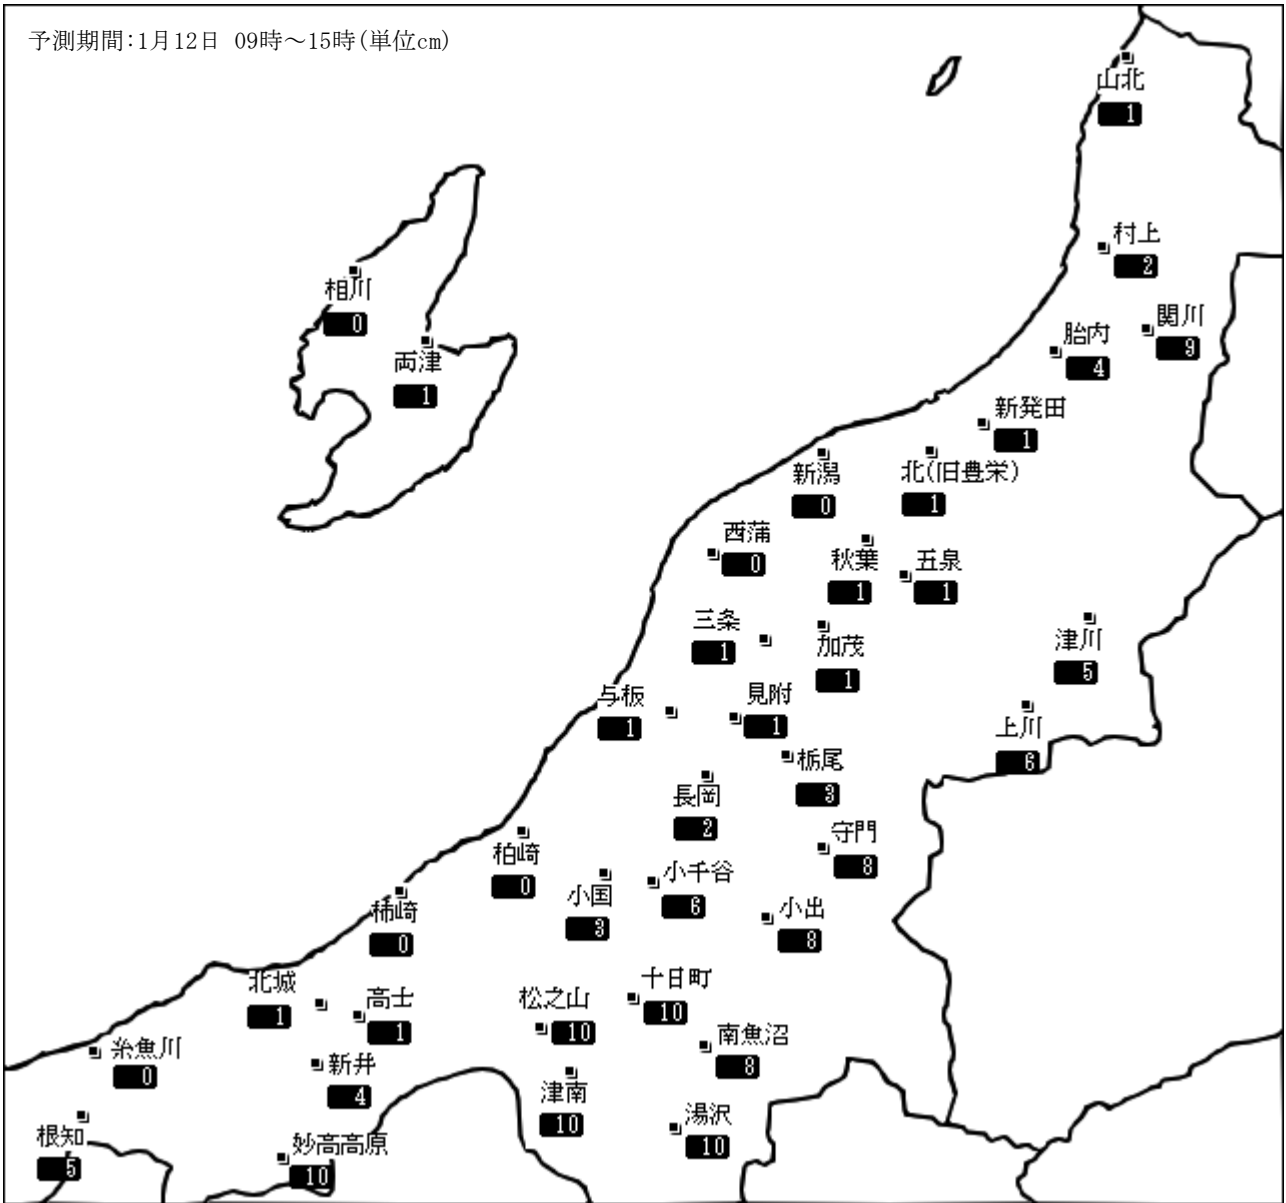 予測期間:1月12日 09時～15時(単位cm)
山北
1
村上
2
関川
9
胎内
4
相川
0
両津
1
新発田
1
新潟
0
北(旧豊栄)
1
西蒲
0
秋葉
1
五泉
1
三条
1
加茂
1
津川
5
与板
1
見附
1
上川
6
栃尾
3
長岡
2
守門
8
柏崎
0
小国
3
小千谷
6
小出
8
柿崎
0
北城
1
高士
1
松之山
10
十日町
10
南魚沼
8
糸魚川
0
新井
4
津南
10
湯沢
10
根知
5
妙高高原
10